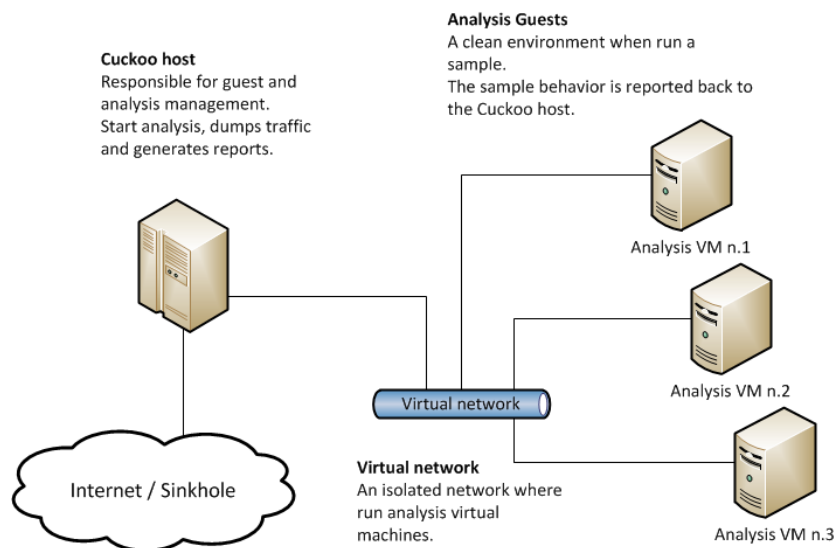 Cuckoo host
Responsible for guest and
analysis management.
Start analysis, dumps traffic
and generates reports.
Analysis Guests
A clean environment when run a
sample.
The sample behavior is reported back to
the Cuckoo host.
Analysis VM n.1
Analysis VM n.2
Virtual network
Internet / Sinkhole
Virtual network
An isolated network where
run analysis virtual
machines.
Analysis VM n.3